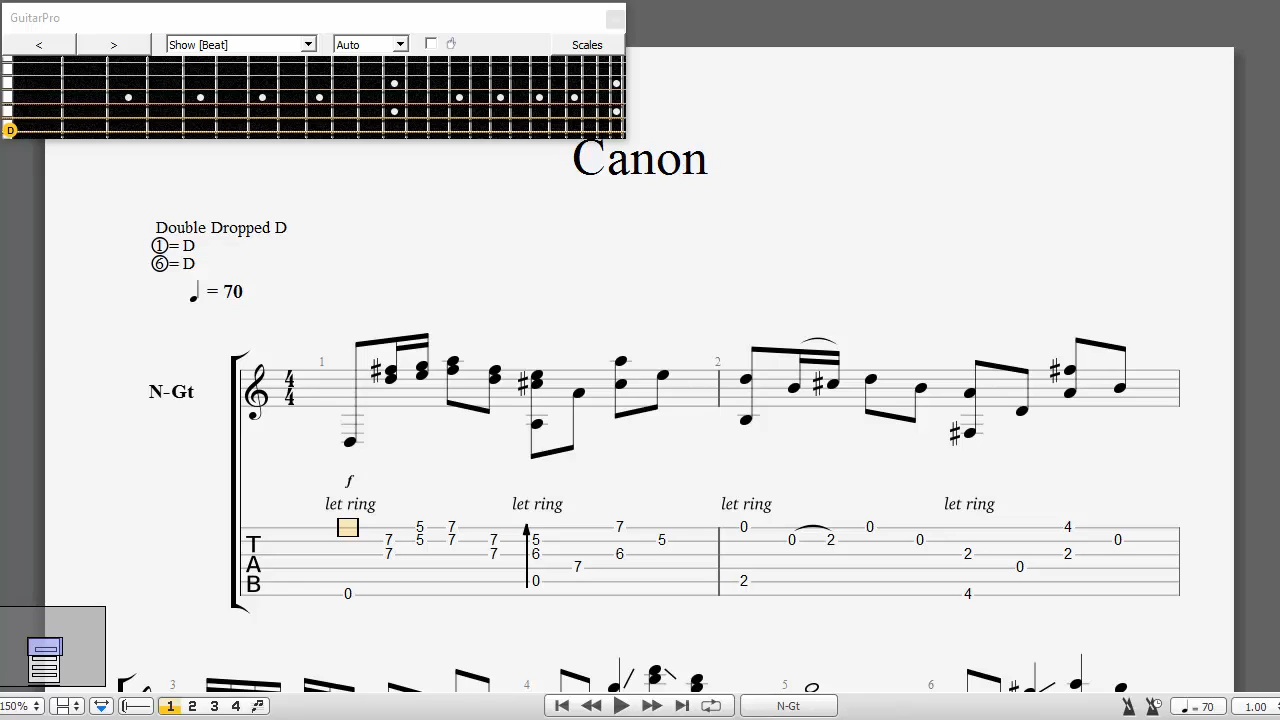 GuitarPro
< > Show [Beat] Auto Scales
D
Canon
Double Dropped D
①= D
⑥= D
♩ = 70
1 2
N-Gt 4/4
f
let ring let ring let ring let ring
5 7 7 0 0 4
7 5 7 7 5 5 0 2 0 0
7 7 6 6 2 2
7 0
0 2
0 4
TAB
3 4 5 6
150% 1 2 3 4 N-Gt ♩ = 70 1.00